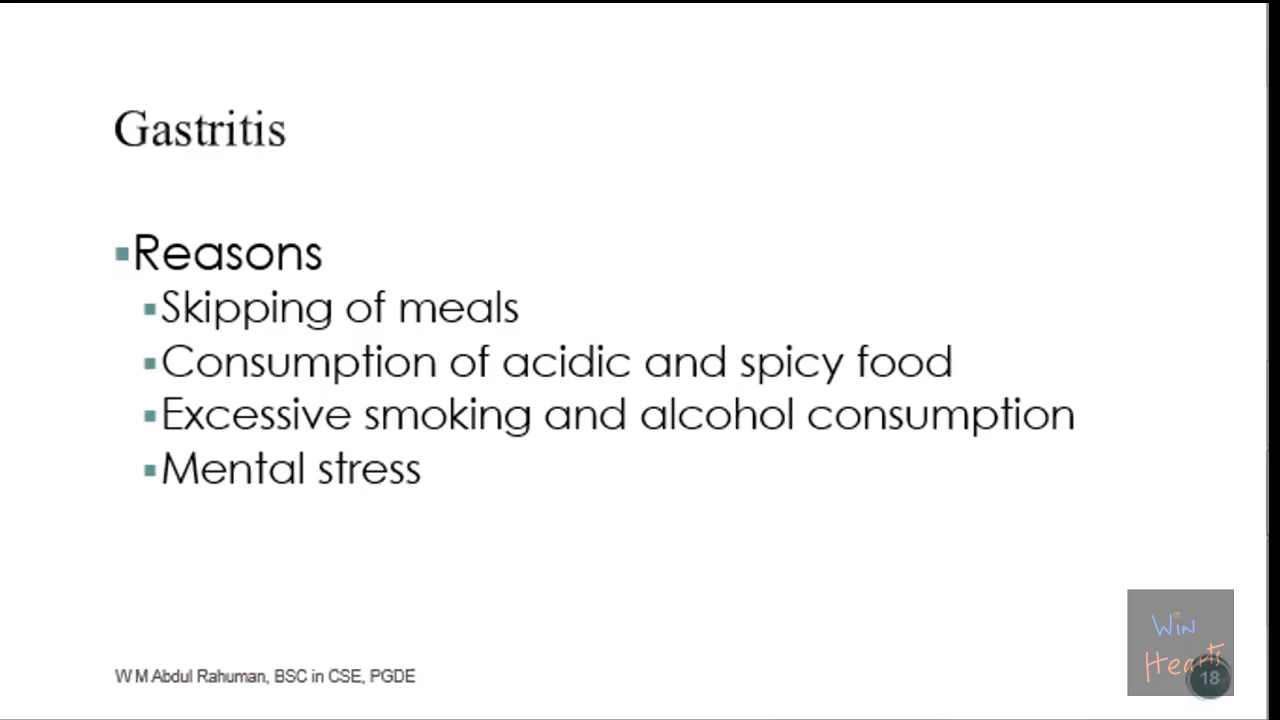 Gastritis
Reasons
Skipping of meals
Consumption of acidic and spicy food
Excessive smoking and alcohol consumption
Mental stress
W M Abdul Rahuman, BSC in CSE, PGDE
Win
Hearts
18